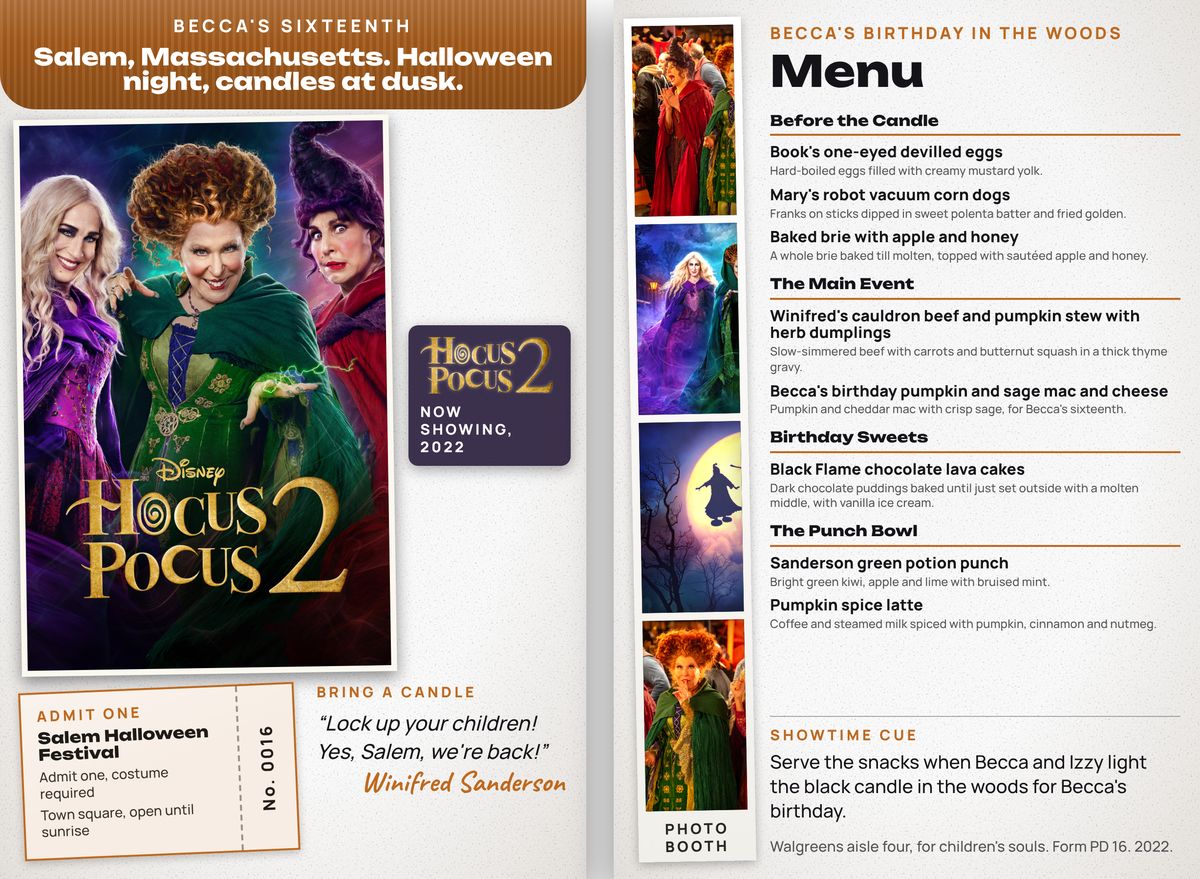 BECCA'S SIXTEENTH
Salem, Massachusetts. Halloween
night, candles at dusk.
Disney
HOCUS
POCUS 2
HOCUS
POCUS 2
NOW
SHOWING,
2022
ADMIT ONE
Salem Halloween
Festival
Admit one, costume
required
Town square, open until
sunrise
No. 0016
BRING A CANDLE
“Lock up your children!
Yes, Salem, we're back!”
Winifred Sanderson
PHOTO
BOOTH
BECCA'S BIRTHDAY IN THE WOODS
Menu
Before the Candle
Book's one-eyed devilled eggs
Hard-boiled eggs filled with creamy mustard yolk.
Mary's robot vacuum corn dogs
Franks on sticks dipped in sweet polenta batter and fried golden.
Baked brie with apple and honey
A whole brie baked till molten, topped with sautéed apple and honey.
The Main Event
Winifred's cauldron beef and pumpkin stew with
herb dumplings
Slow-simmered beef with carrots and butternut squash in a thick thyme
gravy.
Becca's birthday pumpkin and sage mac and cheese
Pumpkin and cheddar mac with crisp sage, for Becca's sixteenth.
Birthday Sweets
Black Flame chocolate lava cakes
Dark chocolate puddings baked until just set outside with a molten
middle, with vanilla ice cream.
The Punch Bowl
Sanderson green potion punch
Bright green kiwi, apple and lime with bruised mint.
Pumpkin spice latte
Coffee and steamed milk spiced with pumpkin, cinnamon and nutmeg.
SHOWTIME CUE
Serve the snacks when Becca and Izzy light
the black candle in the woods for Becca's
birthday.
Walgreens aisle four, for children's souls. Form PD 16. 2022.